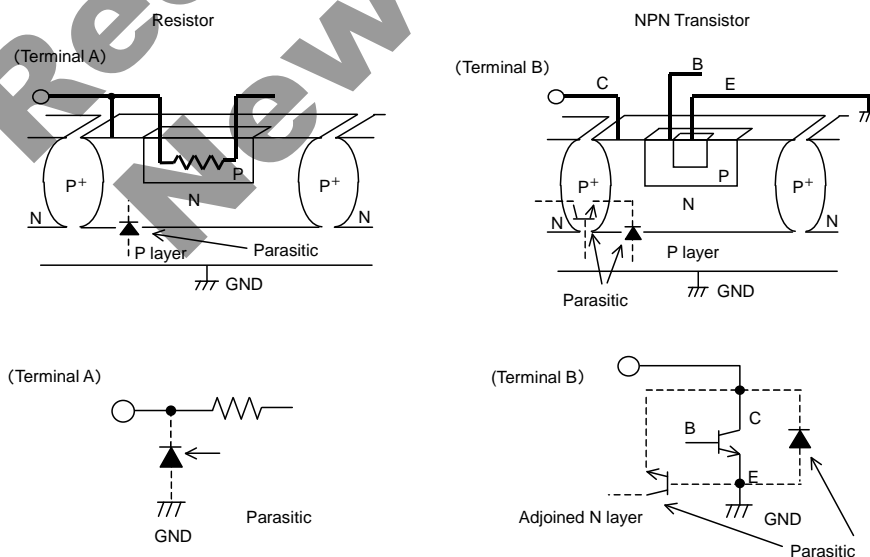 Resistor
(Terminal A)
P
P+
P+
N
N
N
P layer
Parasitic
GND
NPN Transistor
(Terminal B)
C
B
E
P
P+
P+
N
N
N
P layer
Parasitic
GND
(Terminal A)
GND
Parasitic
(Terminal B)
C
B
E
Adjoined N layer
GND
Parasitic
New